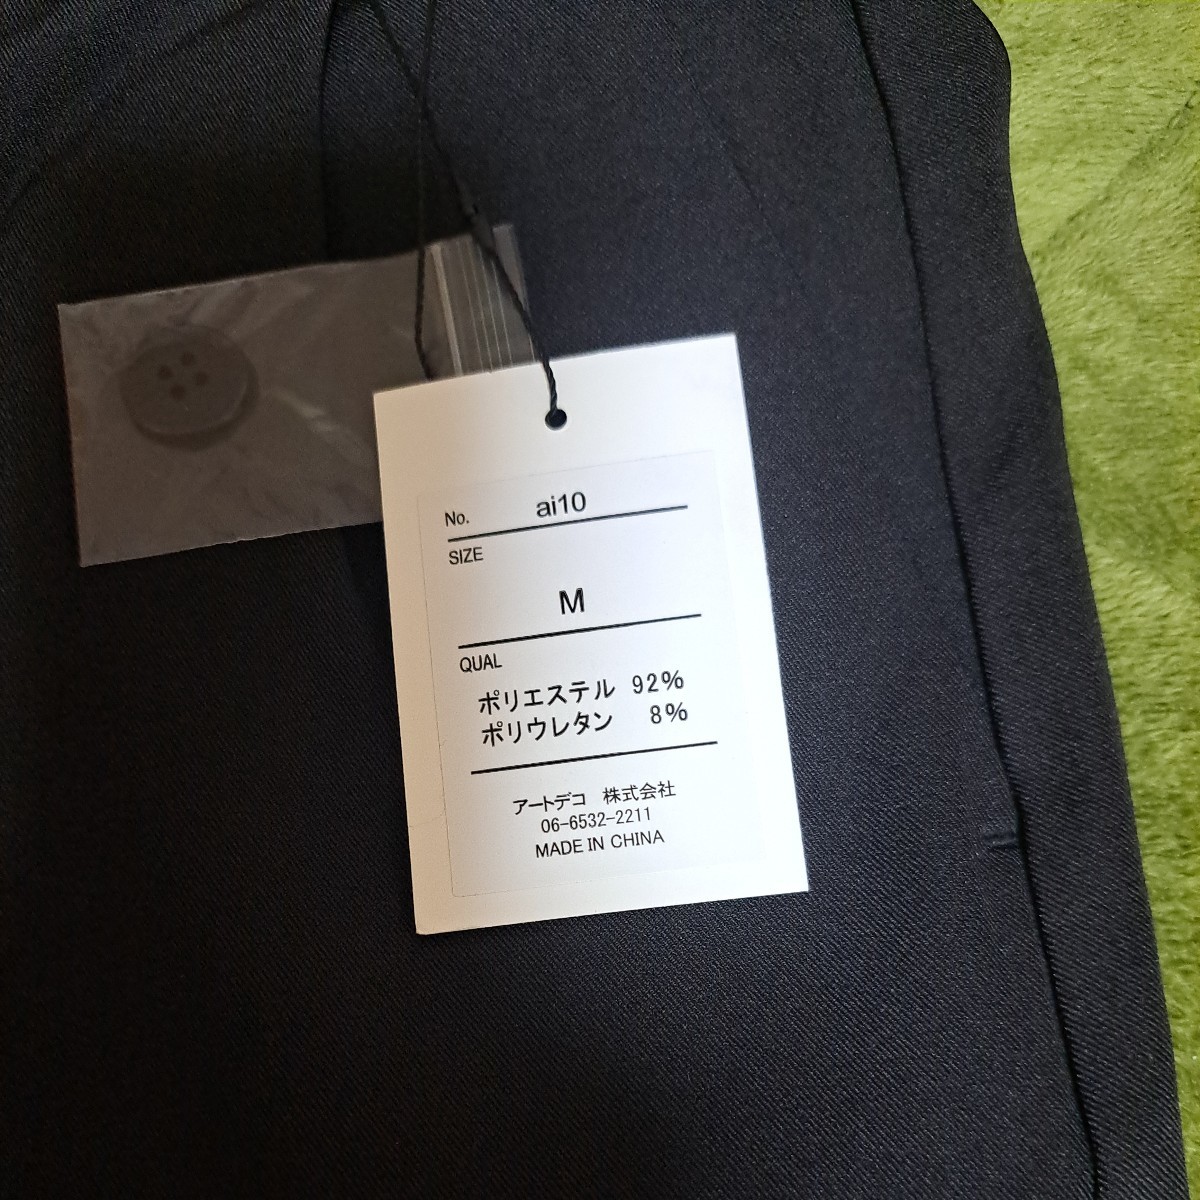 No. ai10
SIZE
M
QUAL
ポリエステル 92%
ポリウレタン 8%
アートデコ 株式会社
06-6532-2211
MADE IN CHINA